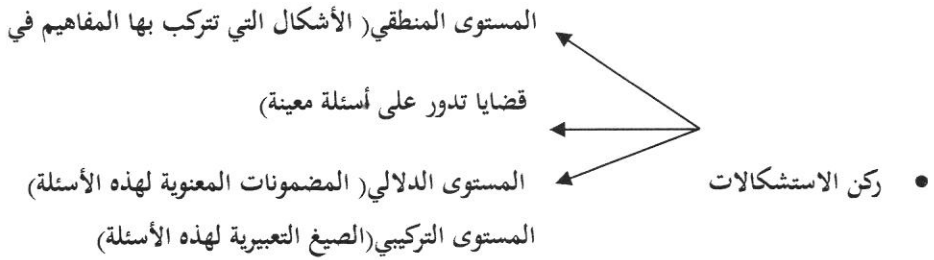 المستوى المنطقي( الأشكال التي تتركب بها المفاهيم في
قضايا تدور على أسئلة معينة)
• ركن الاستشكالات
المستوى الدلالي( المضمونات المعنوية لهذه الأسئلة)
المستوى التركيبي(الصيغ التعبيرية لهذه الأسئلة)